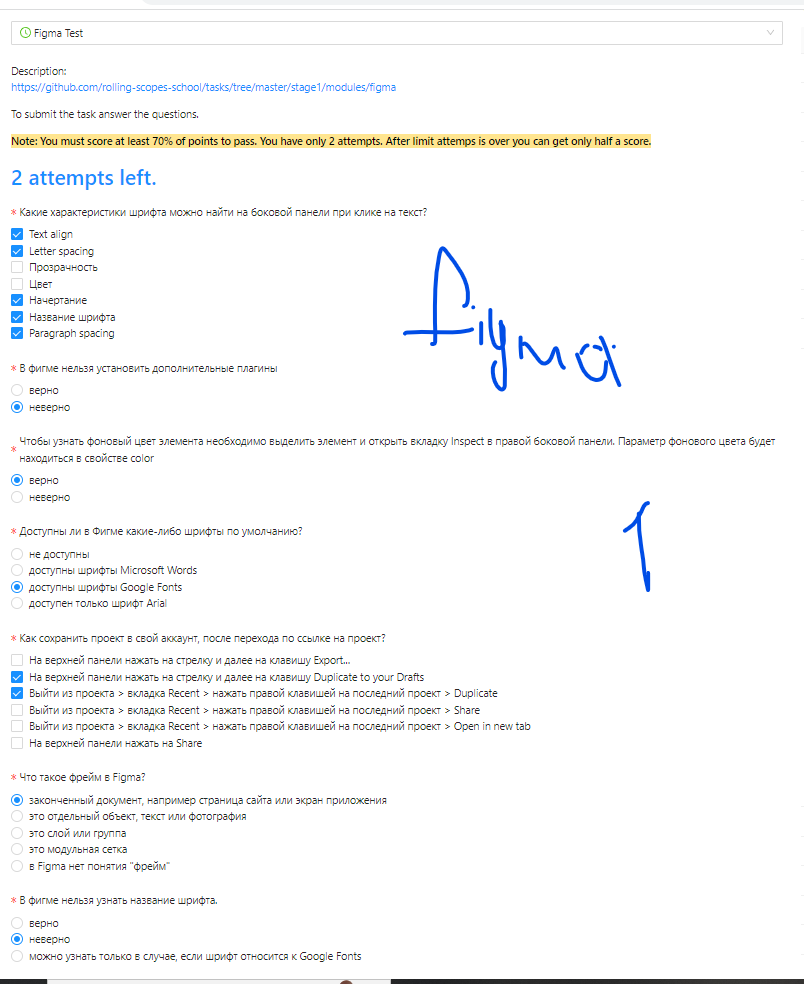 Figma Test
Description:
https://github.com/rolling-scopes-school/tasks/tree/master/stage1/modules/figma
To submit the task answer the questions.
Note: You must score at least 70% of points to pass. You have only 2 attempts. After limit attemps is over you can get only half a score.
2 attempts left.
* Какие характеристики шрифта можно найти на боковой панели при клике на текст?
Text align
Letter spacing
Прозрачность
Цвет
Начертание
Название шрифта
Paragraph spacing
Figma
* В фигме нельзя установить дополнительные плагины
верно
неверно
* Чтобы узнать фоновый цвет элемента необходимо выделить элемент и открыть вкладку Inspect в правой боковой панели. Параметр фонового цвета будет
находиться в свойстве color
верно
неверно
1
* Доступны ли в Фигме какие-либо шрифты по умолчанию?
не доступны
доступны шрифты Microsoft Words
доступны шрифты Google Fonts
доступен только шрифт Arial
* Как сохранить проект в свой аккаунт, после перехода по ссылке на проект?
На верхней панели нажать на стрелку и далее на клавишу Export...
На верхней панели нажать на стрелку и далее на клавишу Duplicate to your Drafts
Выйти из проекта > вкладка Recent > нажать правой клавишей на последний проект > Duplicate
Выйти из проекта > вкладка Recent > нажать правой клавишей на последний проект > Share
Выйти из проекта > вкладка Recent > нажать правой клавишей на последний проект > Open in new tab
На верхней панели нажать на Share
* Что такое фрейм в Figma?
законченный документ, например страница сайта или экран приложения
это отдельный объект, текст или фотография
это слой или группа
это модульная сетка
в Figma нет понятия "фрейм"
* В фигме нельзя узнать название шрифта.
верно
неверно
можно узнать только в случае, если шрифт относится к Google Fonts